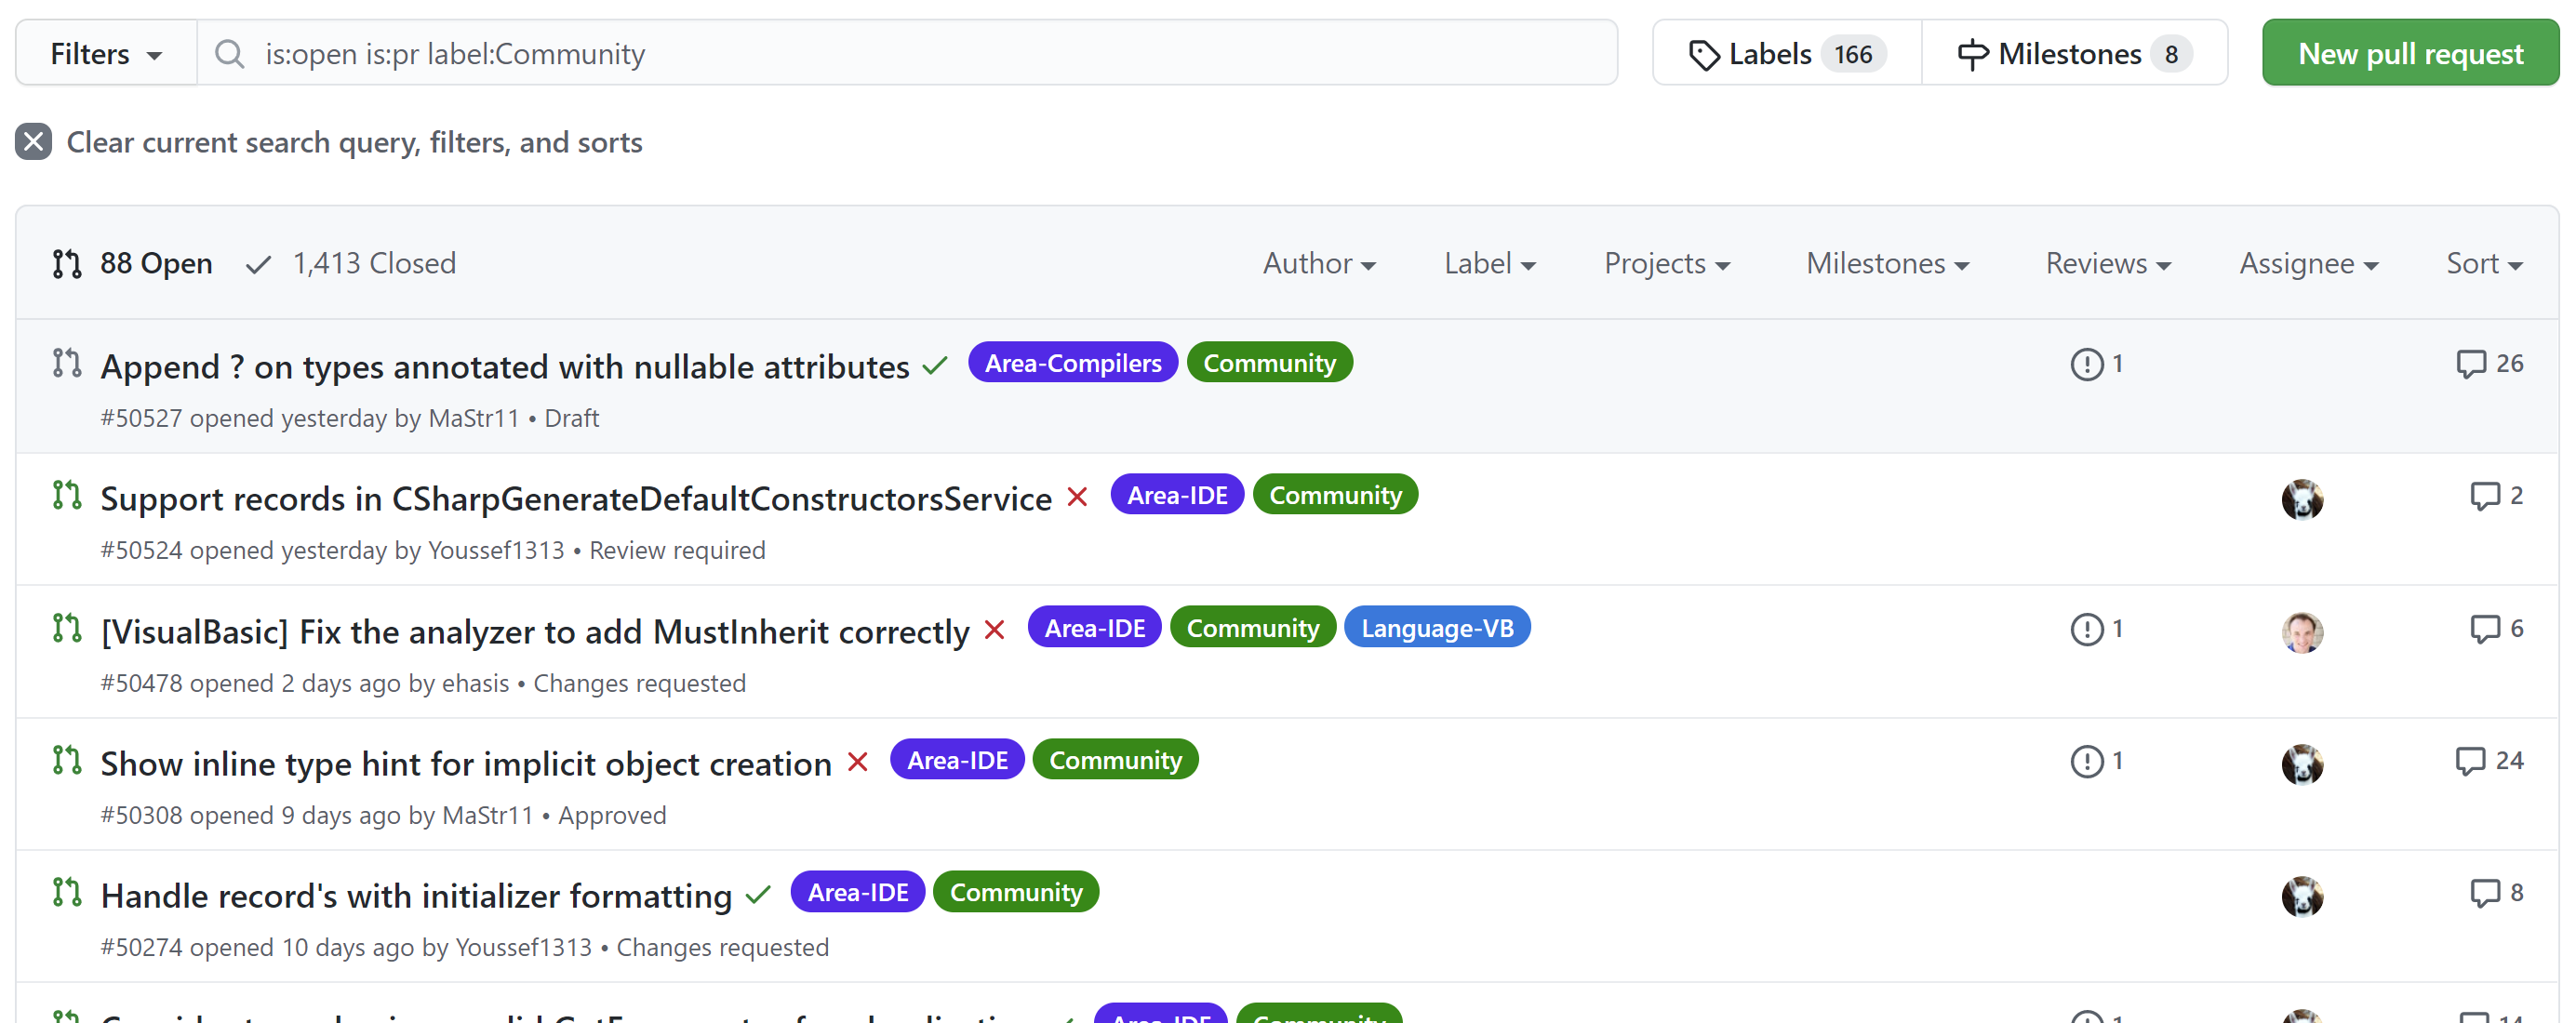 Filters
is:open is:pr label:Community
Labels 166
Milestones 8
New pull request
Clear current search query, filters, and sorts
88 Open 1,413 Closed
Author Label Projects Milestones Reviews Assignee Sort
Append ? on types annotated with nullable attributes Area-Compilers Community 1 26
#50527 opened yesterday by MaStr11 • Draft
Support records in CSharpGenerateDefaultConstructorsService Area-IDE Community 2
#50524 opened yesterday by Youssef1313 • Review required
[VisualBasic] Fix the analyzer to add MustInherit correctly Area-IDE Community Language-VB 1 6
#50478 opened 2 days ago by ehasis • Changes requested
Show inline type hint for implicit object creation Area-IDE Community 1 24
#50308 opened 9 days ago by MaStr11 • Approved
Handle record's with initializer formatting Area-IDE Community 8
#50274 opened 10 days ago by Youssef1313 • Changes requested
Area-IDE Community 1 14